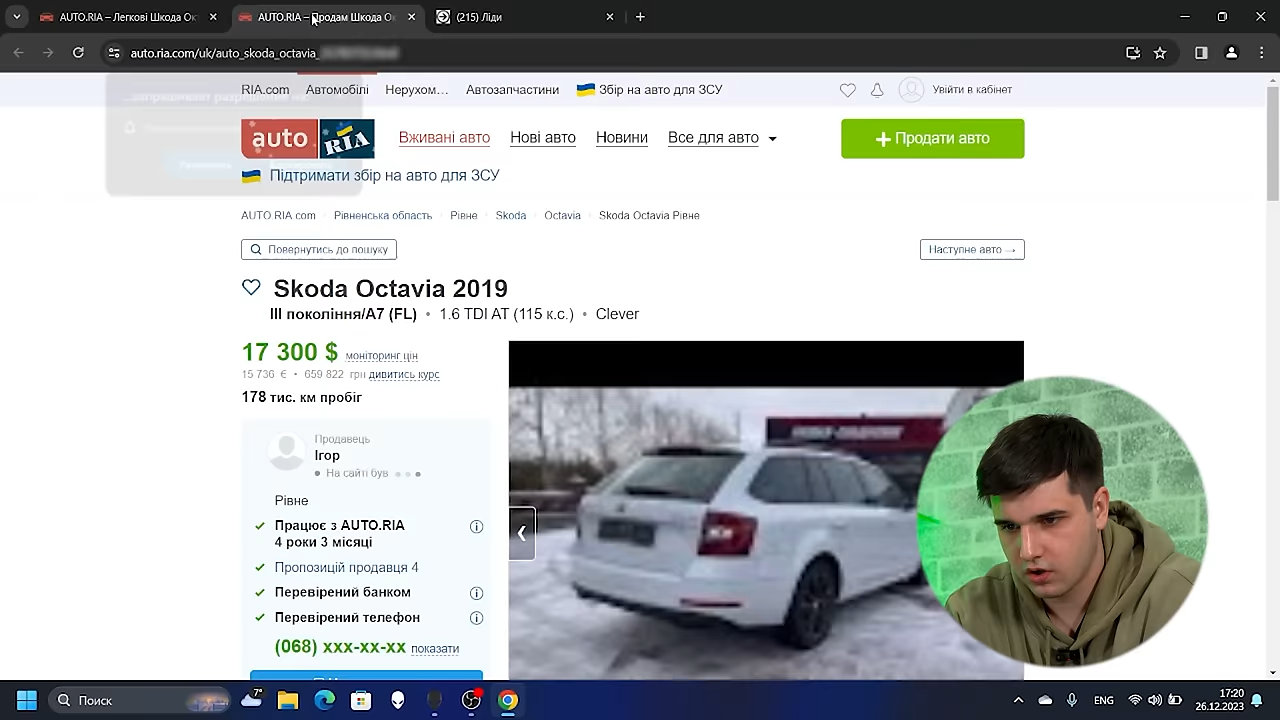 AUTO.RIA – Легкові Шкода Ок
AUTO.RIA – Продам Шкода Ок
(215) Ліди
auto.ria.com/uk/auto_skoda_octavia_
RIA.com
Автомобілі
Нерухом...
Автозапчастини
Збір на авто для ЗСУ
Увійти в кабінет
auto RIA
Вживані авто
Нові авто
Новини
Все для авто
Продати авто
Підтримати збір на авто для ЗСУ
AUTO RIA com
Рівненська область
Рівне
Skoda
Octavia
Skoda Octavia Рівне
Повернутись до пошуку
Наступне авто →
Skoda Octavia 2019
III покоління/A7 (FL) • 1.6 TDI AT (115 к.с.) • Clever
17 300 $ моніторинг цін
15 736 € • 659 822 грн дивитись курс
178 тис. км пробіг
Продавець
Ігор
На сайті був
Рівне
Працює з AUTO.RIA
4 роки 3 місяці
Пропозицій продавця 4
Перевірений банком
Перевірений телефон
(068) xxx-xx-xx показати
Поиск
7°
ENG
17:20
26.12.2023